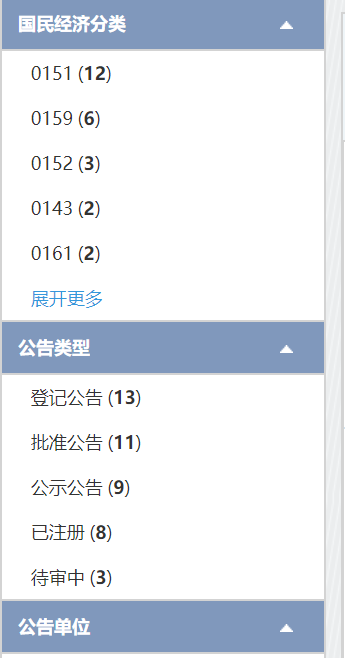 国民经济分类
0151 (12)
0159 (6)
0152 (3)
0143 (2)
0161 (2)
展开更多
公告类型
登记公告 (13)
批准公告 (11)
公示公告 (9)
已注册 (8)
待审中 (3)
公告单位